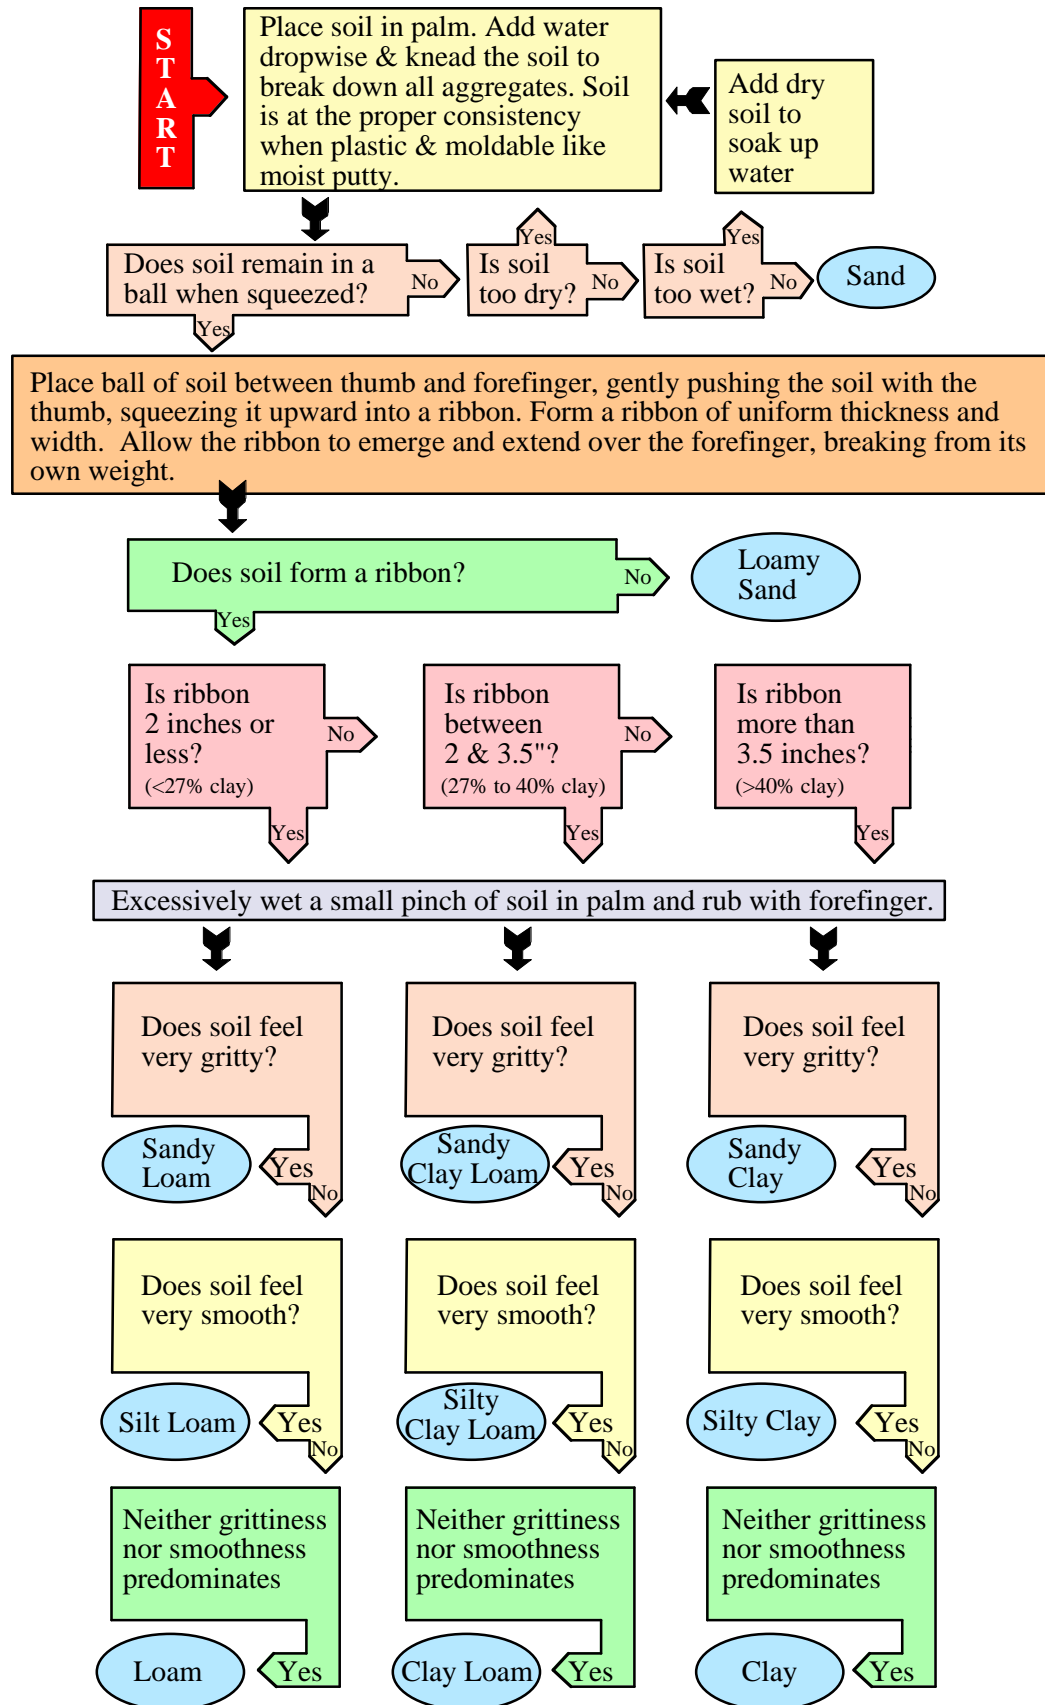 START
Place soil in palm. Add water
dropwise & knead the soil to
break down all aggregates. Soil
is at the proper consistency
when plastic & moldable like
moist putty.
Add dry
soil to
soak up
water
Does soil remain in a
ball when squeezed?
No
Yes
Is soil
too dry?
Yes
No
Is soil
too wet?
Yes
No
Sand
Place ball of soil between thumb and forefinger, gently pushing the soil with the
thumb, squeezing it upward into a ribbon. Form a ribbon of uniform thickness and
width. Allow the ribbon to emerge and extend over the forefinger, breaking from its
own weight.
Does soil form a ribbon?
No
Yes
Loamy
Sand
Is ribbon
2 inches or
less?
(<27% clay)
No
Yes
Is ribbon
between
2 & 3.5"?
(27% to 40% clay)
No
Yes
Is ribbon
more than
3.5 inches?
(>40% clay)
Yes
Excessively wet a small pinch of soil in palm and rub with forefinger.
Does soil feel
very gritty?
Sandy
Loam
Yes
No
Does soil feel
very gritty?
Sandy
Clay Loam
Yes
No
Does soil feel
very gritty?
Sandy
Clay
Yes
No
Does soil feel
very smooth?
Silt Loam
Yes
No
Does soil feel
very smooth?
Silty
Clay Loam
Yes
No
Does soil feel
very smooth?
Silty Clay
Yes
No
Neither grittiness
nor smoothness
predominates
Loam
Yes
Neither grittiness
nor smoothness
predominates
Clay Loam
Yes
Neither grittiness
nor smoothness
predominates
Clay
Yes